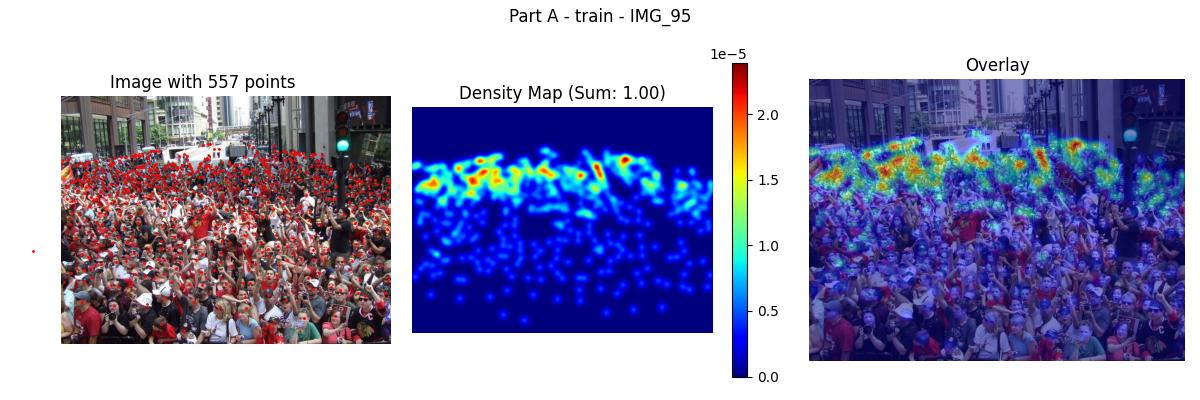 Part A - train - IMG_95
Image with 557 points
Density Map (Sum: 1.00)
1e−5
2.0
1.5
1.0
0.5
0.0
Overlay